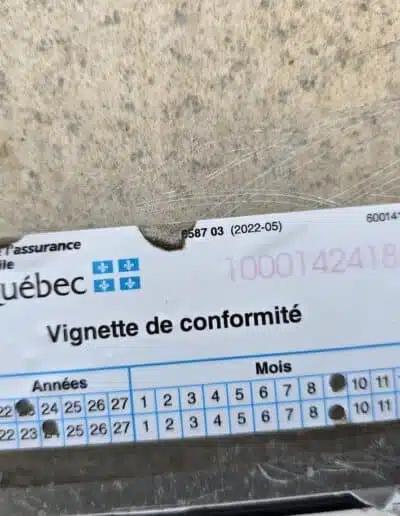 l'assurance
ile
6587 03 (2022-05)
60014
uébec
1000142418
Vignette de conformité
Années
Mois
22 24 25 26 27 1 2 3 4 5 6 7 8 10 11
22 23 25 26 27 1 2 3 4 5 6 7 8 10 11